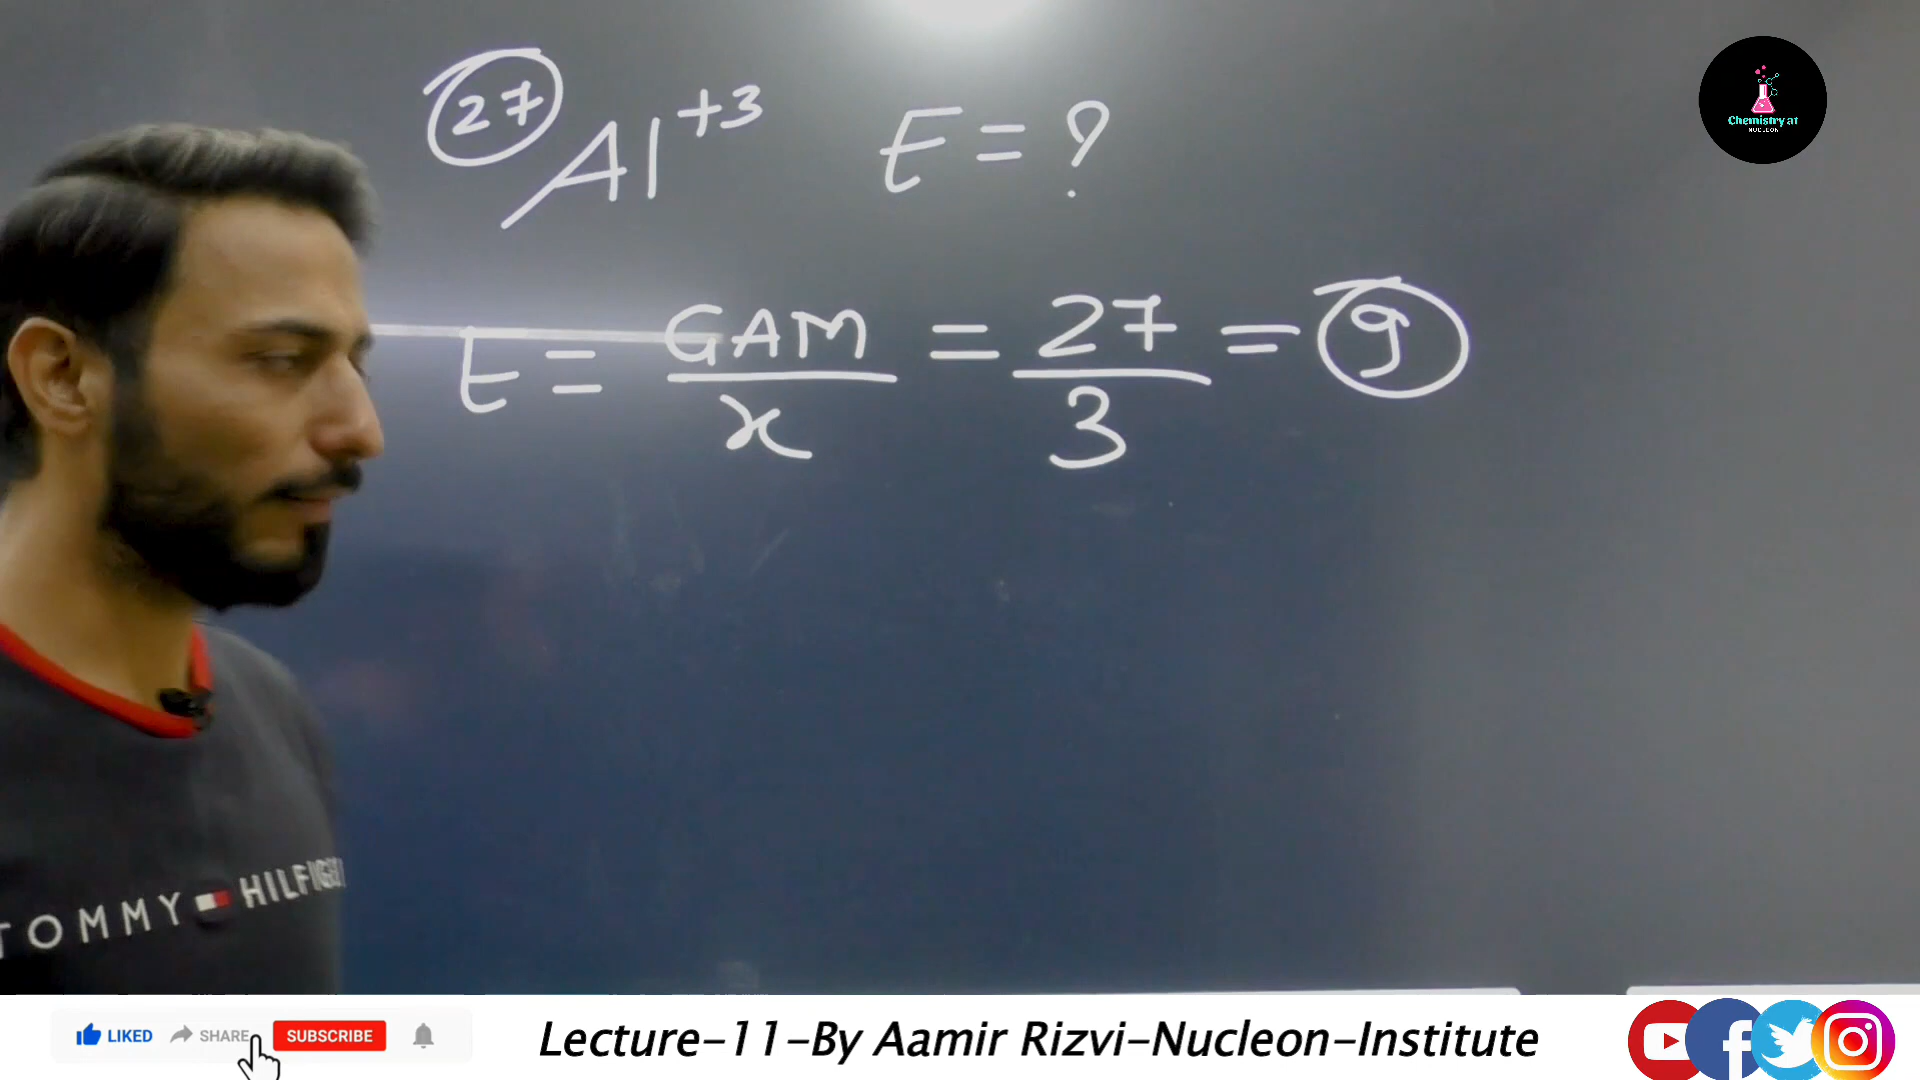 27 Al+3 E = ?
E = GAM/x = 27/3 = 9
Chemistry at
NUCLEON
TOMMY HILFIGER
LIKED SHARE SUBSCRIBE
Lecture-11-By Aamir Rizvi-Nucleon-Institute